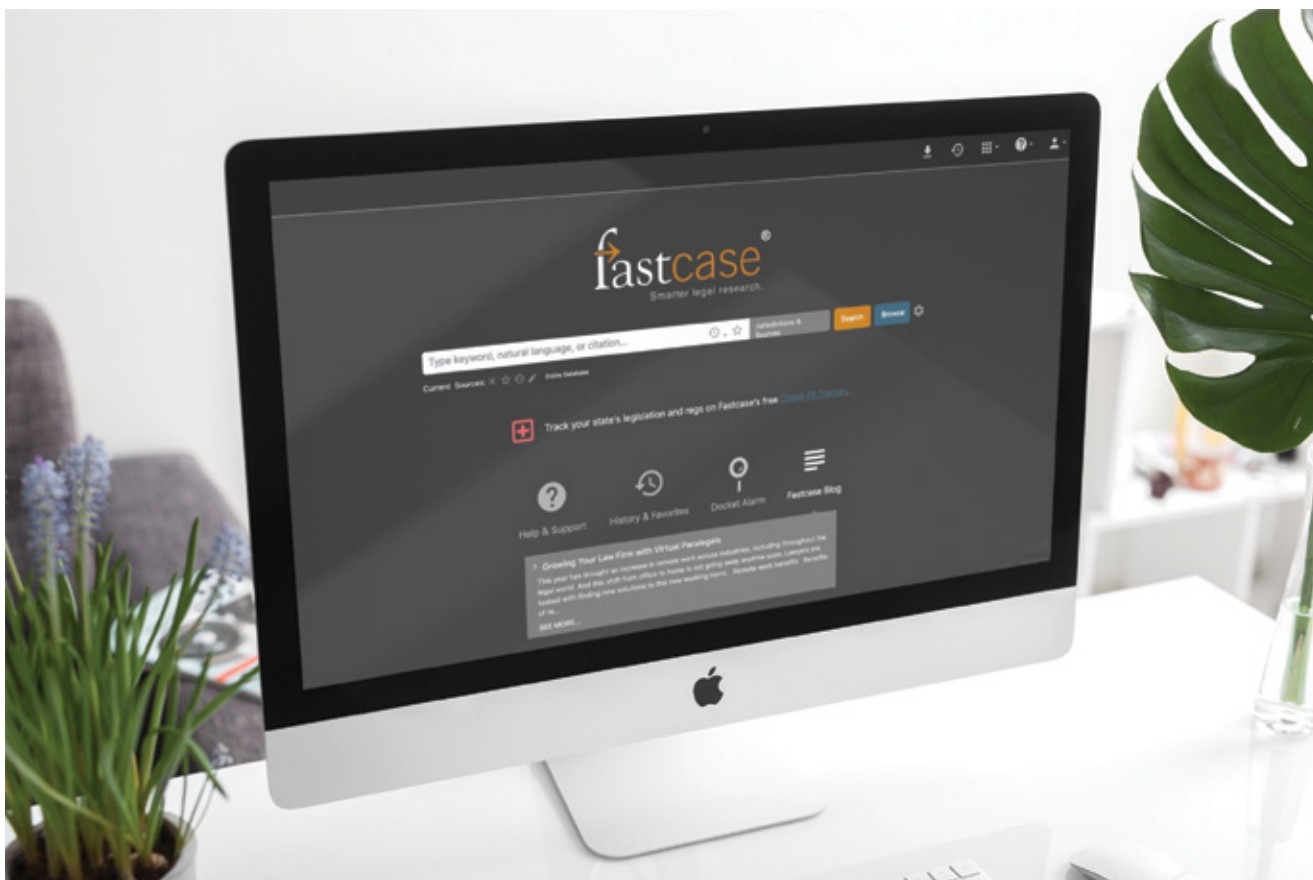 fastcase®
Smarter legal research.
Type keyword, natural language, or citation...
Jurisdictions &
Sources
Search
Browse
Current Sources:
Entire Database
Track your state's legislation and regs on Fastcase's free
Help & Support
History & Favorites
Docket Alarm
Fastcase Blog
Growing Your Law Firm with Virtual Paralegals
This year has brought an increase in remote work across industries, including throughout the
legal world. And this shift from office to home is not going away anytime soon. Lawyers are
tasked with finding new solutions to this new working norm. Remote work benefits Benefits
of re...
SEE MORE...